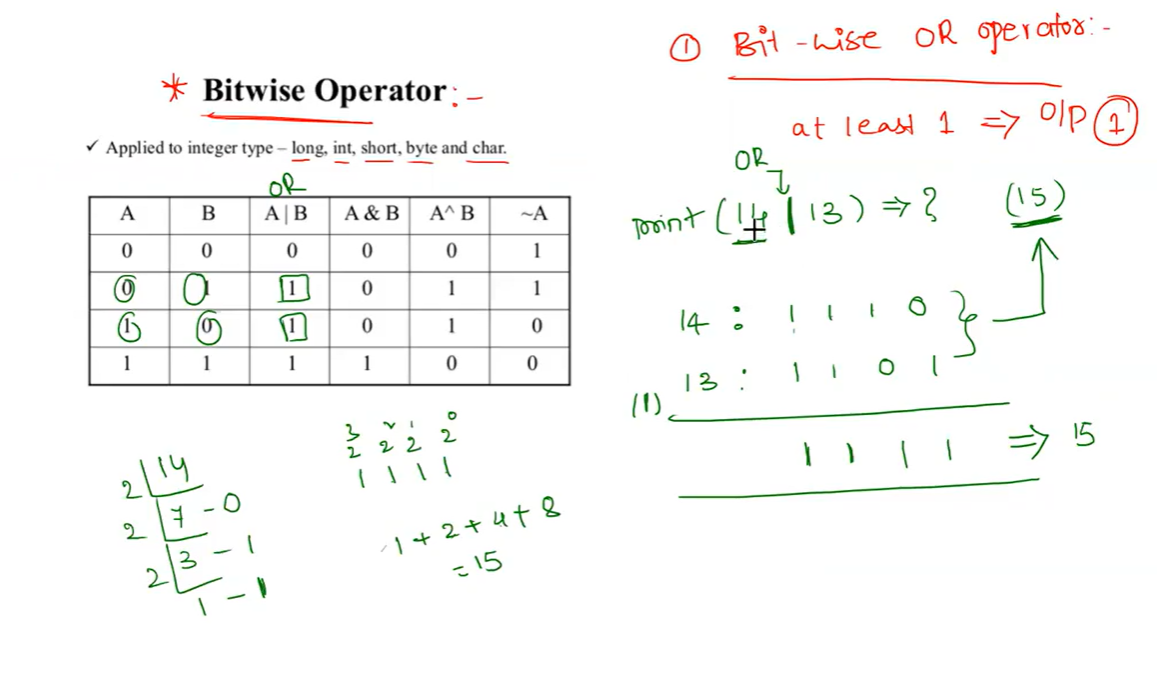 * Bitwise Operator:-
✓ Applied to integer type – long, int, short, byte and char.
OR
A B A | B A & B A^ B ~A
0 0 0 0 0 1
0 1 1 0 1 1
1 0 1 0 1 0
1 1 1 1 0 0
2 14
2 7 - 0
2 3 - 1
1 - 1
3 2 1 0
2 2 2 2
1 1 1 1
1 + 2 + 4 + 8
= 15
① Bit-wise OR operator:-
at least 1 => O/P 1
OR
print (14 | 13) => ? (15)
14 : 1 1 1 0
13 : 1 1 0 1
(|)
1 1 1 1 => 15